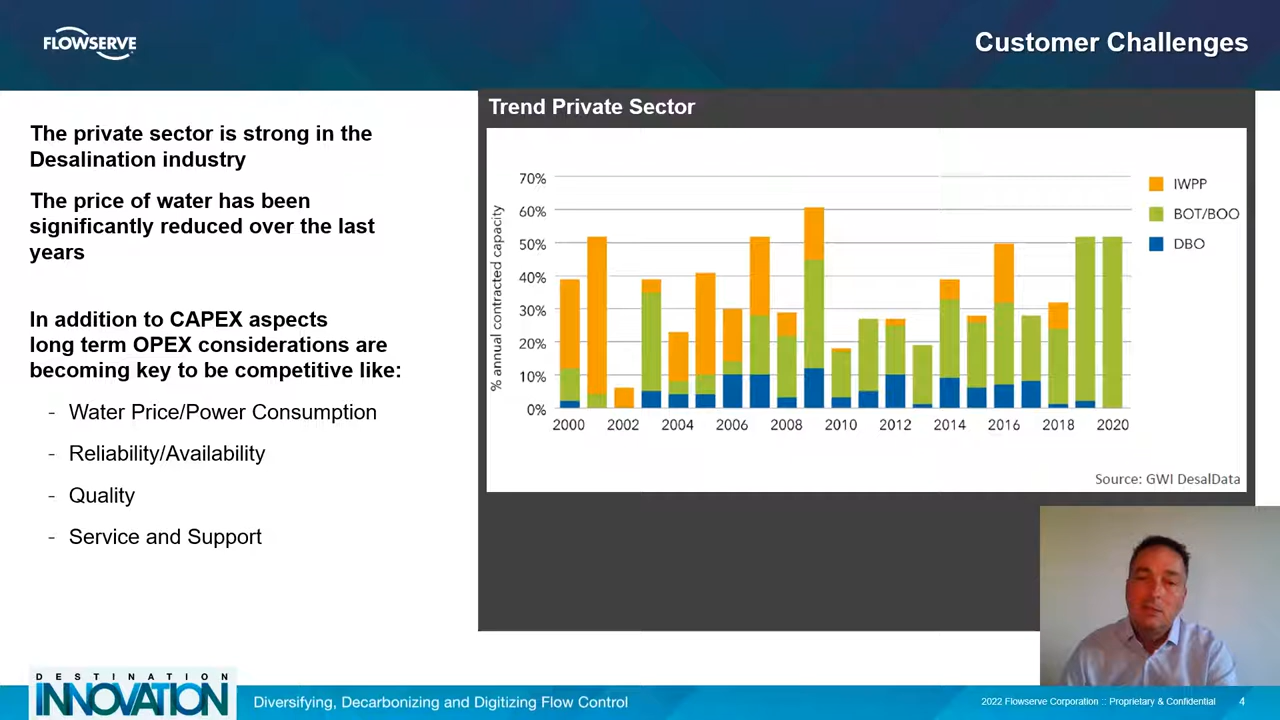 FLOWSERVE
Customer Challenges
The private sector is strong in the
Desalination industry
The price of water has been
significantly reduced over the last
years
In addition to CAPEX aspects
long term OPEX considerations are
becoming key to be competitive like:
- Water Price/Power Consumption
- Reliability/Availability
- Quality
- Service and Support
Trend Private Sector
% annual contracted capacity
70%
60%
50%
40%
30%
20%
10%
0%
2000 2002 2004 2006 2008 2010 2012 2014 2016 2018 2020
IWPP
BOT/BOO
DBO
Source: GWI DesalData
DESTINATION
INNOVATION
Diversifying, Decarbonizing and Digitizing Flow Control
2022 Flowserve Corporation :: Proprietary & Confidential
4